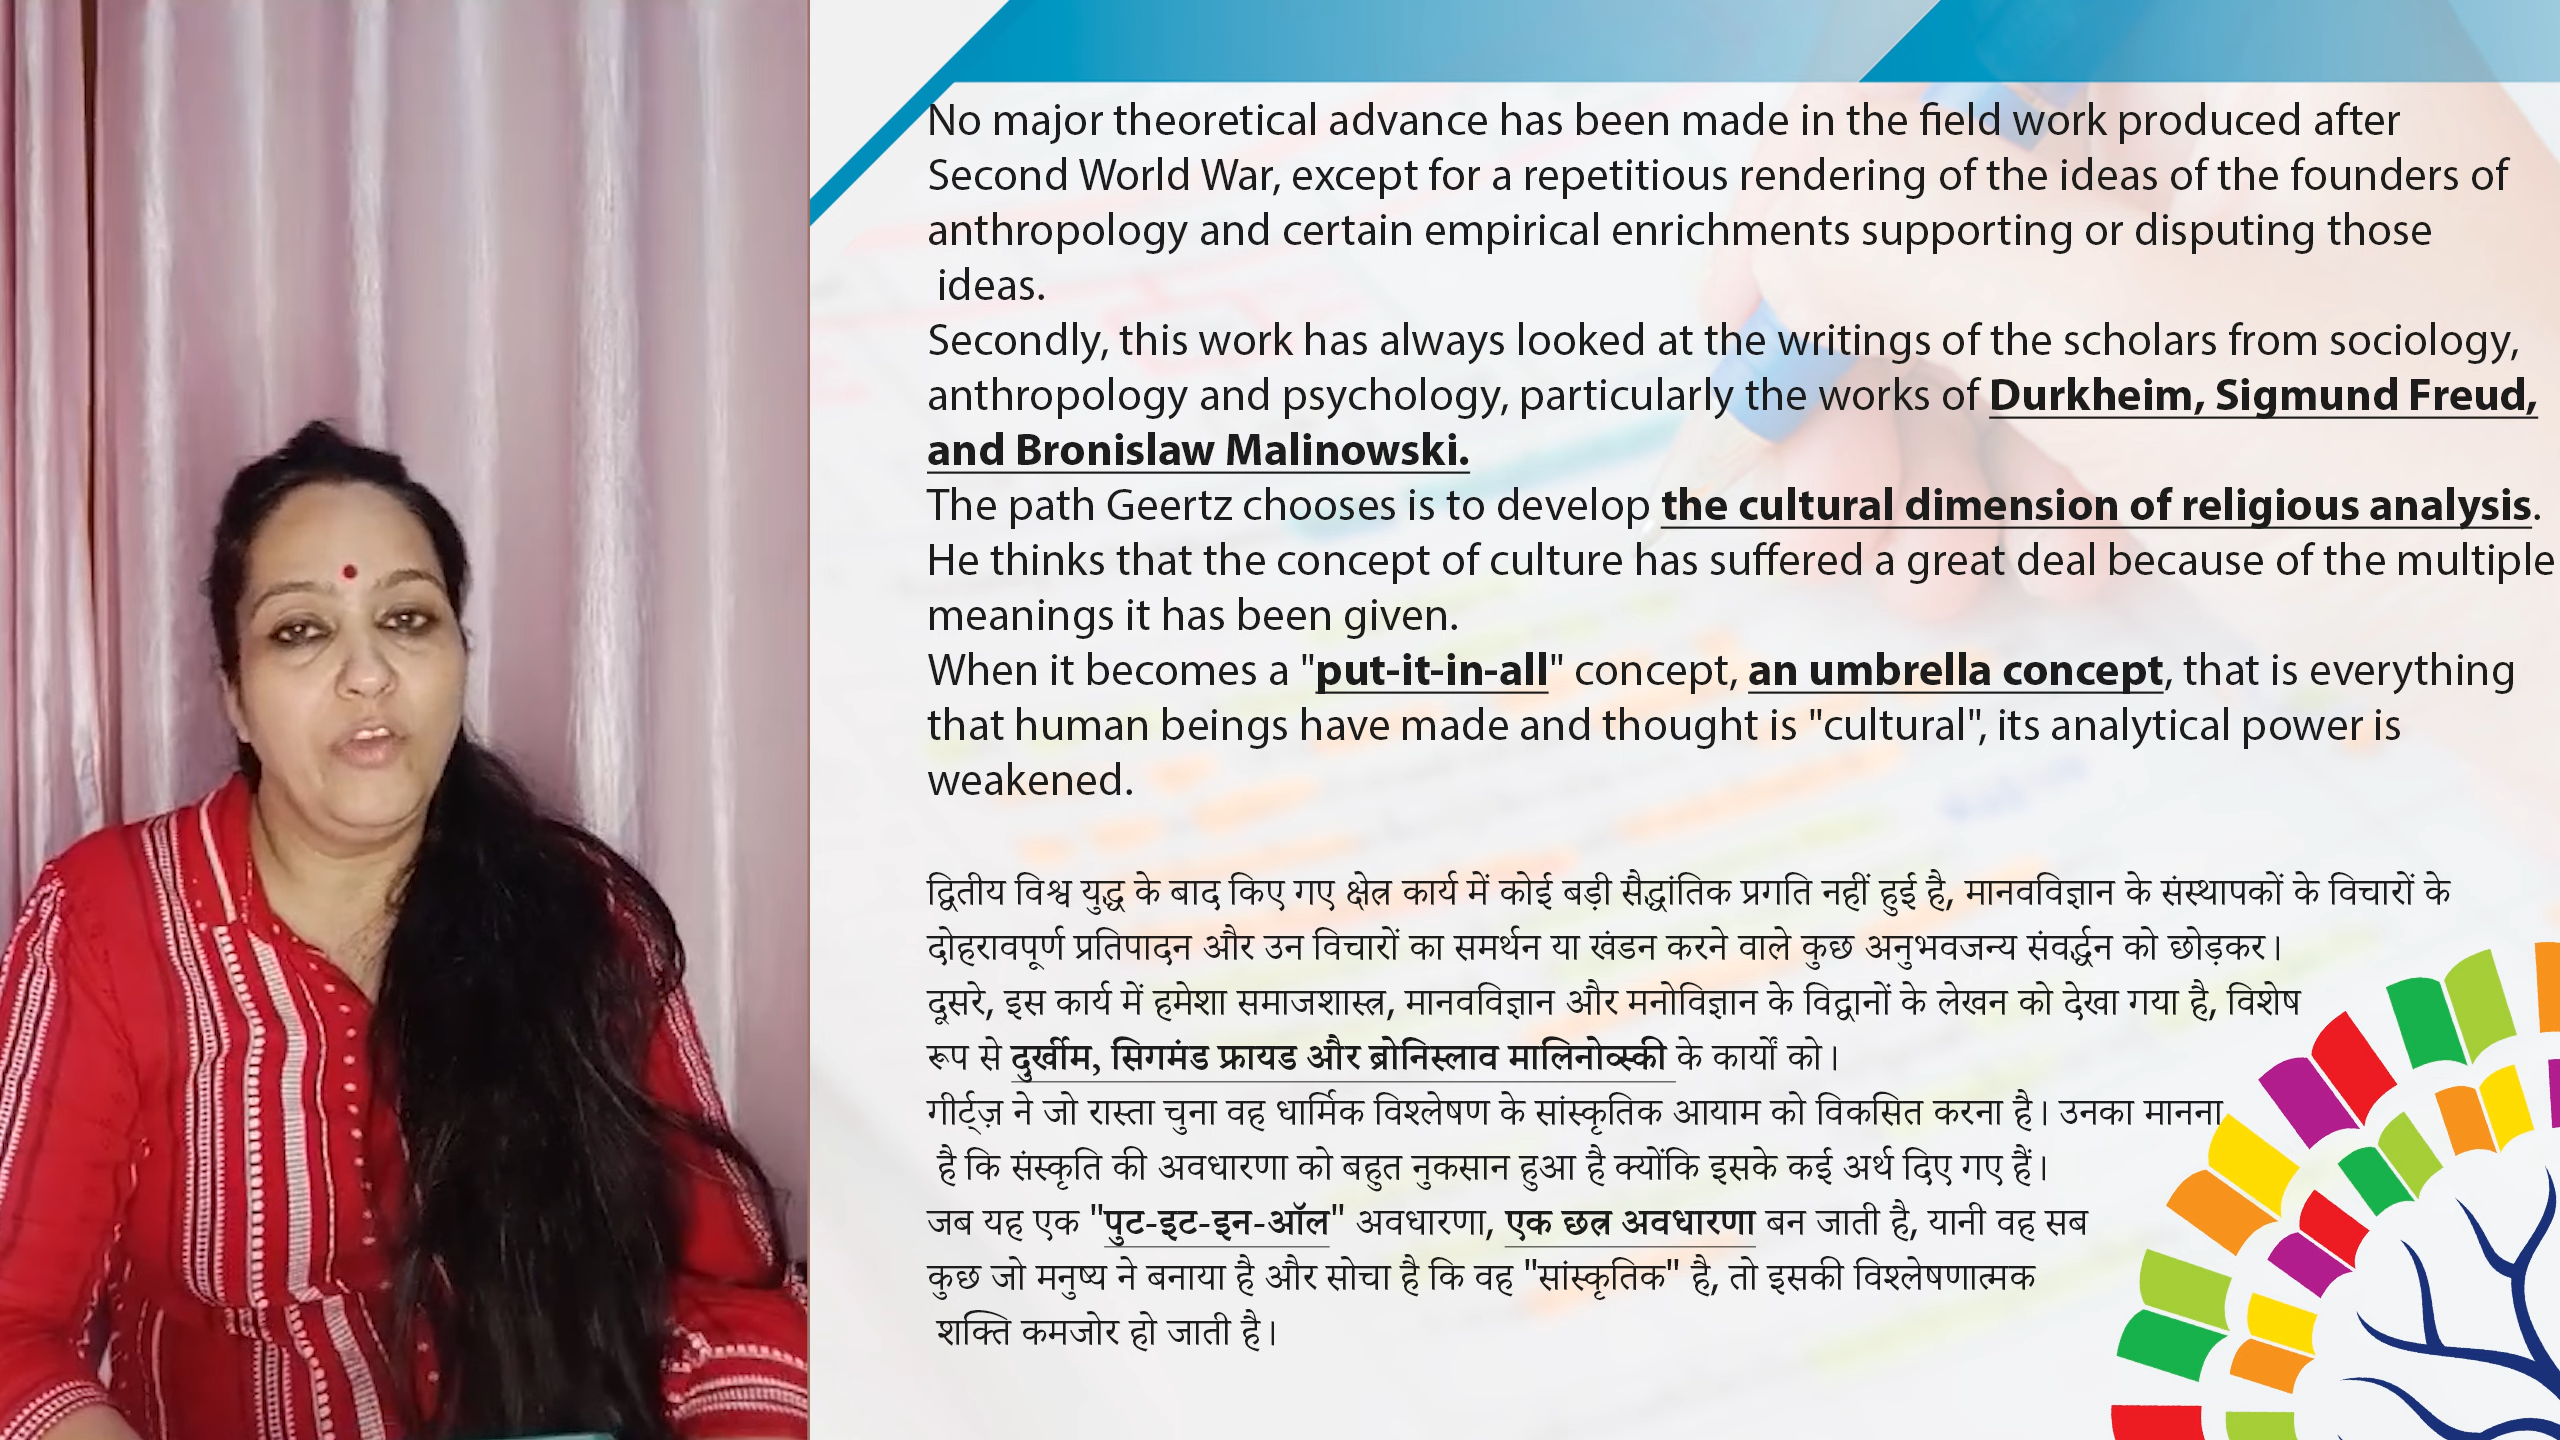 No major theoretical advance has been made in the field work produced after
Second World War, except for a repetitious rendering of the ideas of the founders of
anthropology and certain empirical enrichments supporting or disputing those
ideas.
Secondly, this work has always looked at the writings of the scholars from sociology,
anthropology and psychology, particularly the works of Durkheim, Sigmund Freud,
and Bronislaw Malinowski.
The path Geertz chooses is to develop the cultural dimension of religious analysis.
He thinks that the concept of culture has suffered a great deal because of the multiple
meanings it has been given.
When it becomes a "put-it-in-all" concept, an umbrella concept, that is everything
that human beings have made and thought is "cultural", its analytical power is
weakened.
द्वितीय विश्व युद्ध के बाद किए गए क्षेत्र कार्य में कोई बड़ी सैद्धांतिक प्रगति नहीं हुई है, मानवविज्ञान के संस्थापकों के विचारों के
दोहरावपूर्ण प्रतिपादन और उन विचारों का समर्थन या खंडन करने वाले कुछ अनुभवजन्य संवर्द्धन को छोड़कर।
दूसरे, इस कार्य में हमेशा समाजशास्त्र, मानवविज्ञान और मनोविज्ञान के विद्वानों के लेखन को देखा गया है, विशेष
रूप से दुर्खीम, सिगमंड फ्रायड और ब्रोनिस्लाव मालिनोव्स्की के कार्यों को।
गीर्ट्ज़ ने जो रास्ता चुना वह धार्मिक विश्लेषण के सांस्कृतिक आयाम को विकसित करना है। उनका मानना
है कि संस्कृति की अवधारणा को बहुत नुकसान हुआ है क्योंकि इसके कई अर्थ दिए गए हैं।
जब यह एक "पुट-इट-इन-ऑल" अवधारणा, एक छत्र अवधारणा बन जाती है, यानी वह सब
कुछ जो मनुष्य ने बनाया है और सोचा है कि वह "सांस्कृतिक" है, तो इसकी विश्लेषणात्मक
शक्ति कमजोर हो जाती है।